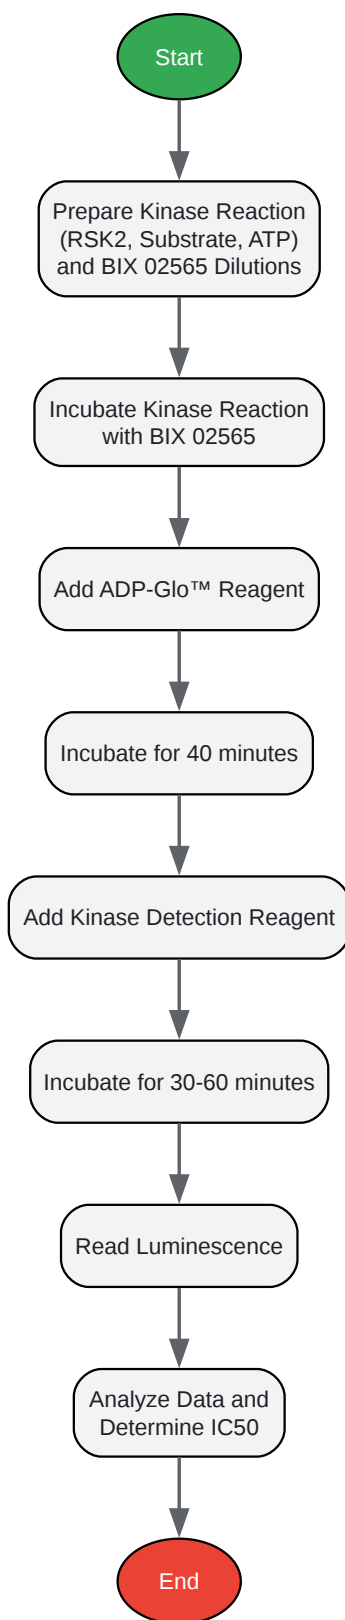 Start
Prepare Kinase Reaction
(RSK2, Substrate, ATP)
and BIX 02565 Dilutions
Incubate Kinase Reaction
with BIX 02565
Add ADP-Glo™ Reagent
Incubate for 40 minutes
Add Kinase Detection Reagent
Incubate for 30-60 minutes
Read Luminescence
Analyze Data and
Determine IC50
End